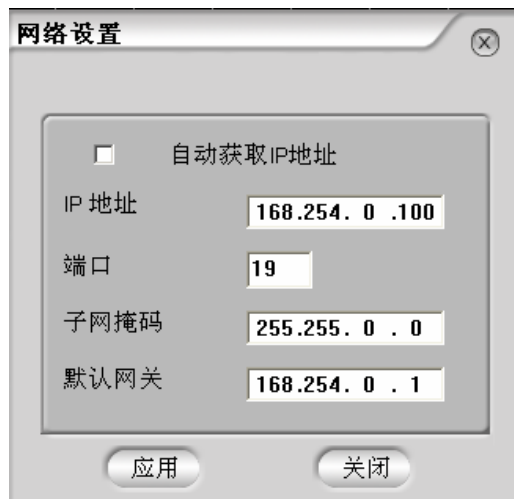 网络设置
自动获取IP地址
IP 地址 168.254. 0 .100
端口 19
子网掩码 255.255. 0 . 0
默认网关 168.254. 0 . 1
应用 关闭